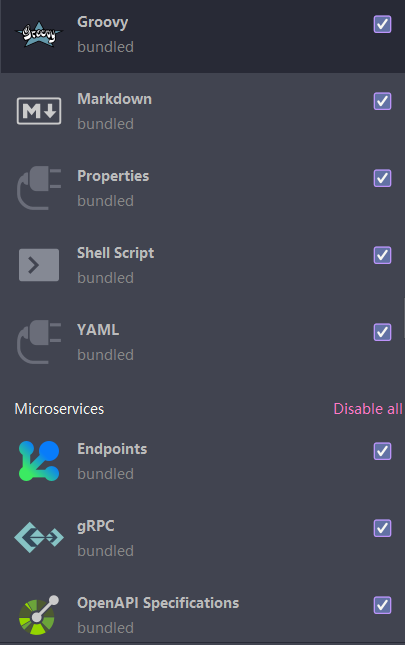 Groovy
bundled
Markdown
bundled
Properties
bundled
Shell Script
bundled
YAML
bundled
Microservices Disable all
Endpoints
bundled
gRPC
bundled
OpenAPI Specifications
bundled